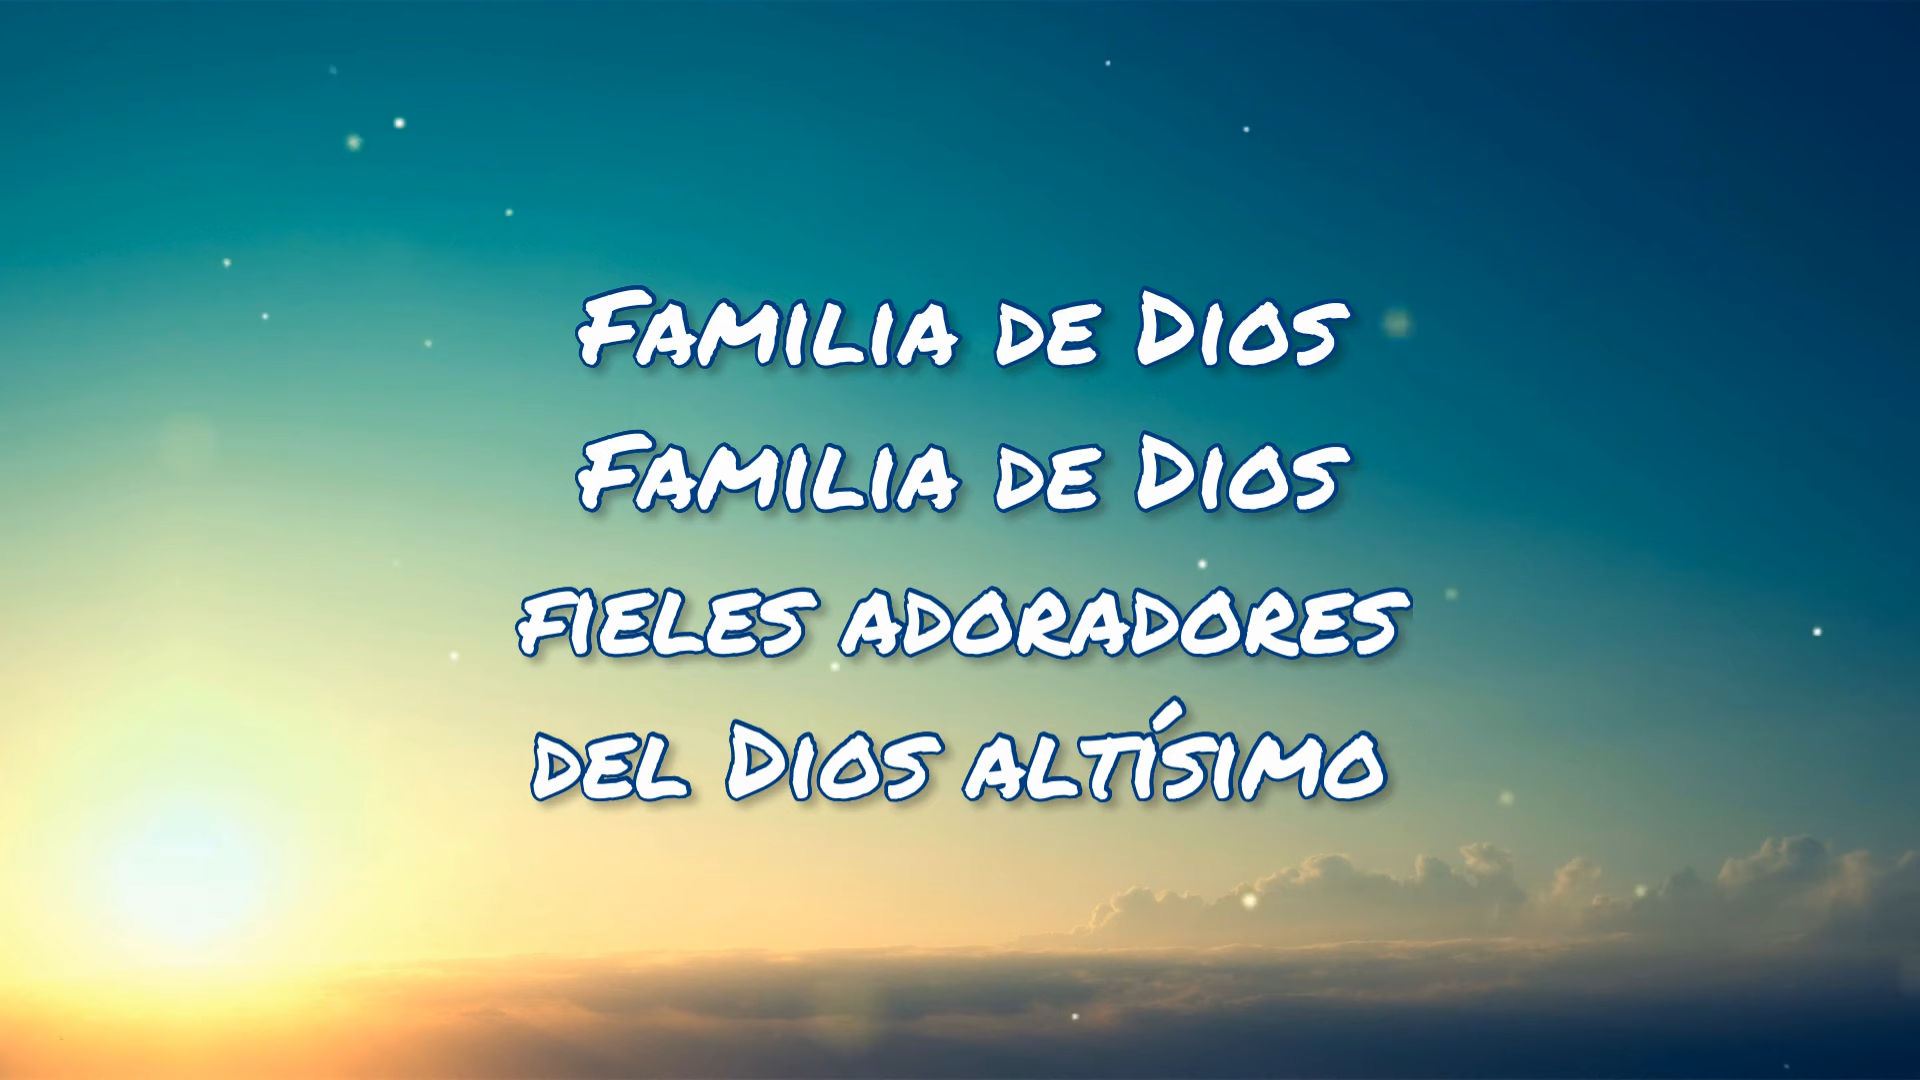 Familia de Dios
Familia de Dios
fieles adoradores
del Dios altísimo